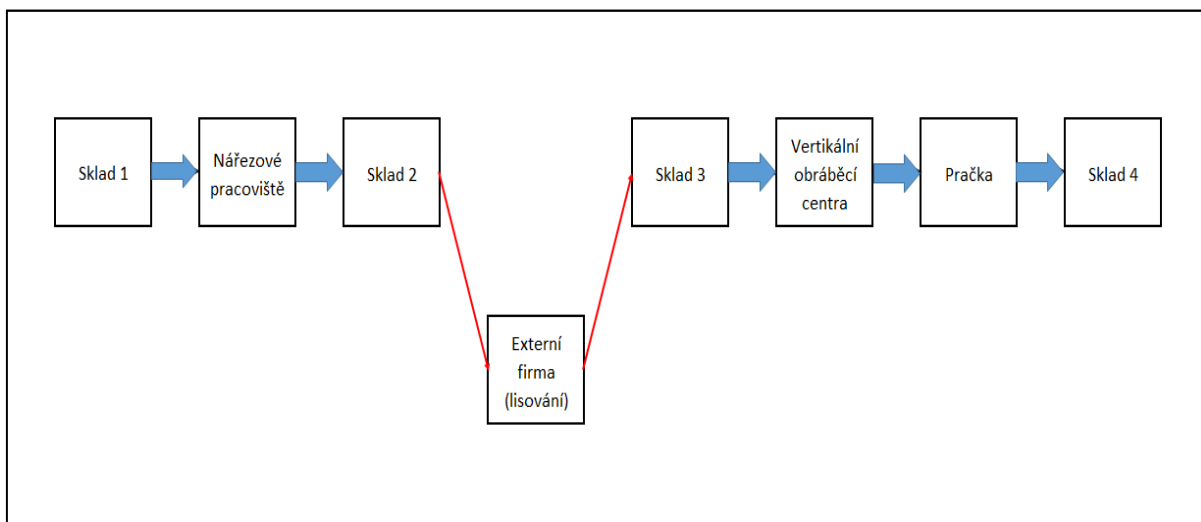 Sklad 1
Nářezové
pracoviště
Sklad 2
Externí
firma
(lisování)
Sklad 3
Vertikální
obráběcí
centra
Pračka
Sklad 4